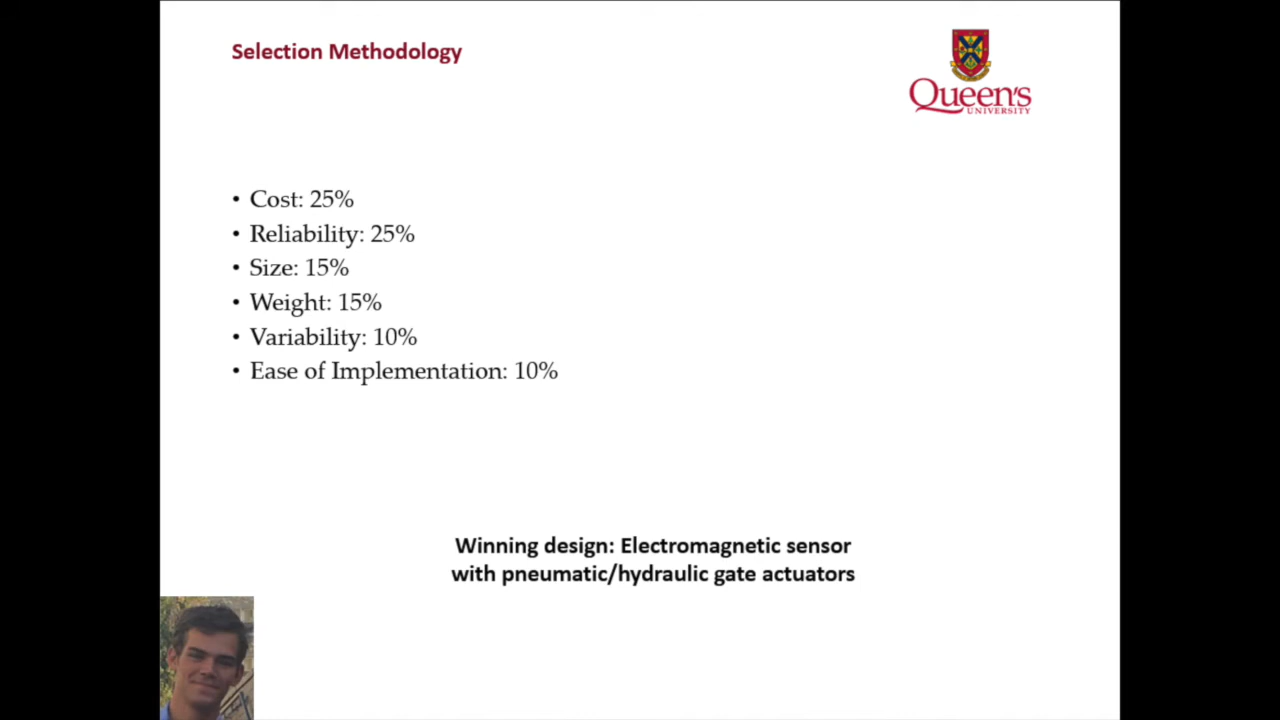 Selection Methodology
Queen's
UNIVERSITY
• Cost: 25%
• Reliability: 25%
• Size: 15%
• Weight: 15%
• Variability: 10%
• Ease of Implementation: 10%
Winning design: Electromagnetic sensor
with pneumatic/hydraulic gate actuators